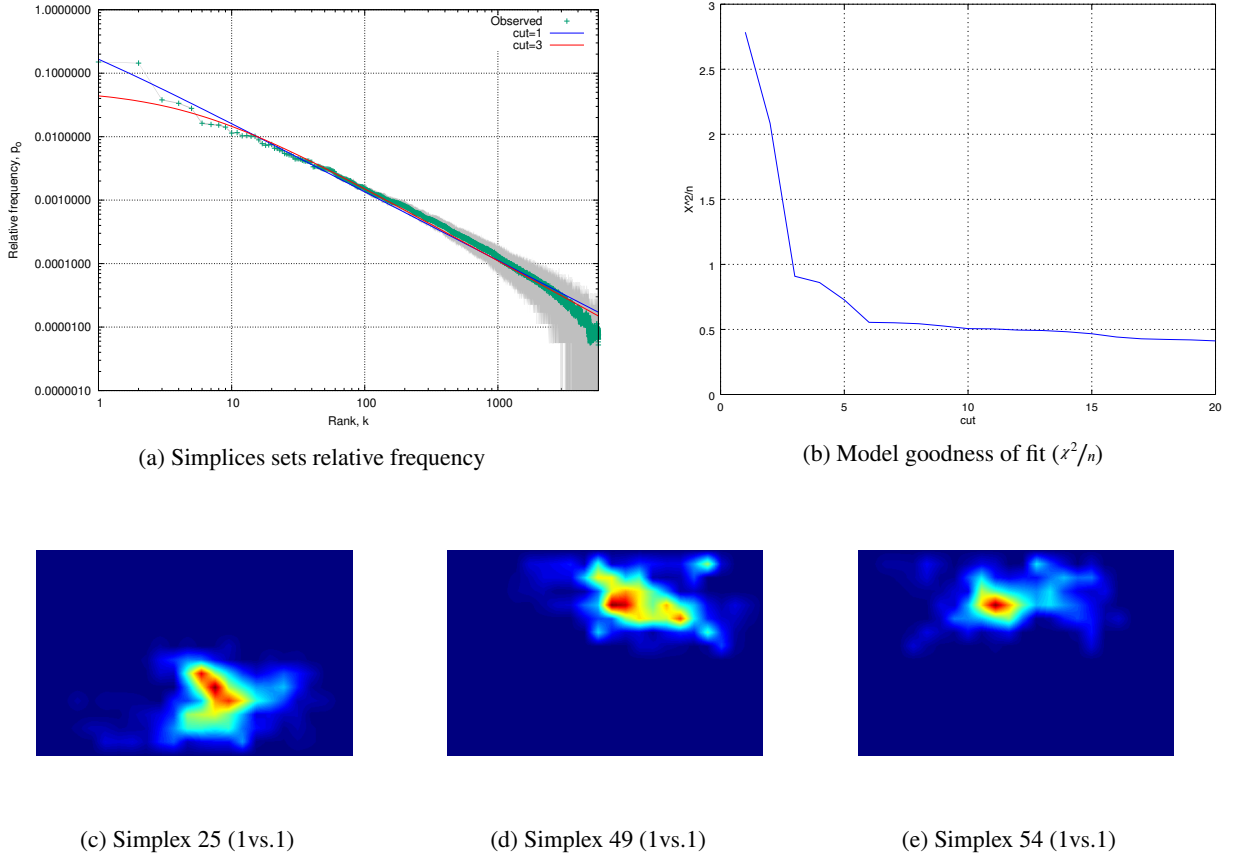 1.0000000
0.1000000
0.0100000
0.0010000
0.0001000
0.0000100
0.0000010
Relative frequency, pₒ
Observed
cut=1
cut=3
1 10 100 1000
Rank, k
(a) Simplices sets relative frequency
3
2.5
2
1.5
1
0.5
0
X^2/n
0 5 10 15 20
cut
(b) Model goodness of fit (χ²/n)
(c) Simplex 25 (1vs.1)
(d) Simplex 49 (1vs.1)
(e) Simplex 54 (1vs.1)